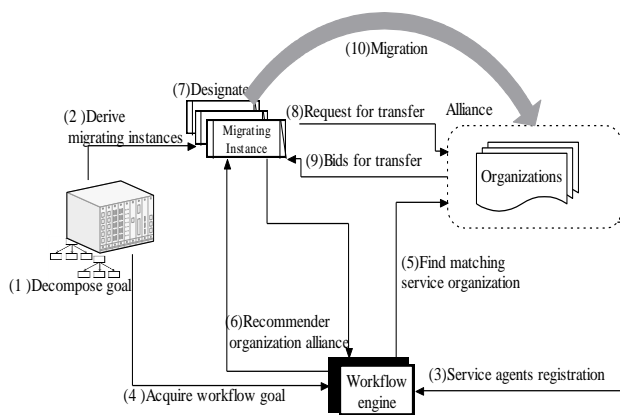 (10)Migration
(7)Designate
(2 )Derive
migrating instances
(8)Request for transfer
Alliance
Migrating
Instance
(9)Bids for transfer
Organizations
(1 )Decompose goal
(5)Find matching
service organization
(6)Recommender
organization alliance
(3)Service agents registration
(4 )Acquire workflow goal
Workflow
engine